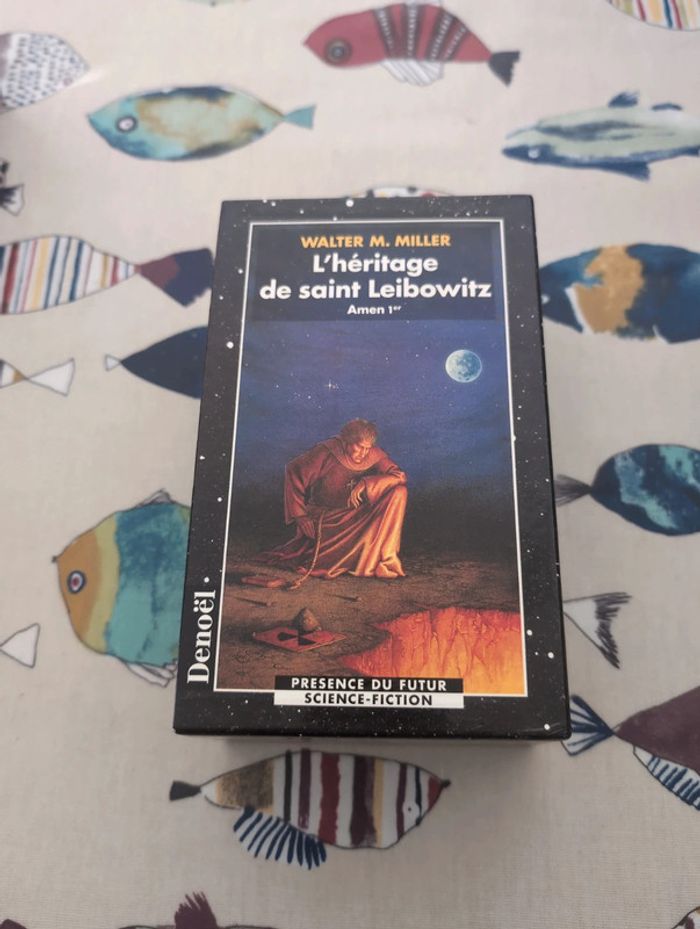 WALTER M. MILLER
L'héritage
de saint Leibowitz
Amen 1er
Denoël
PRESENCE DU FUTUR
SCIENCE-FICTION